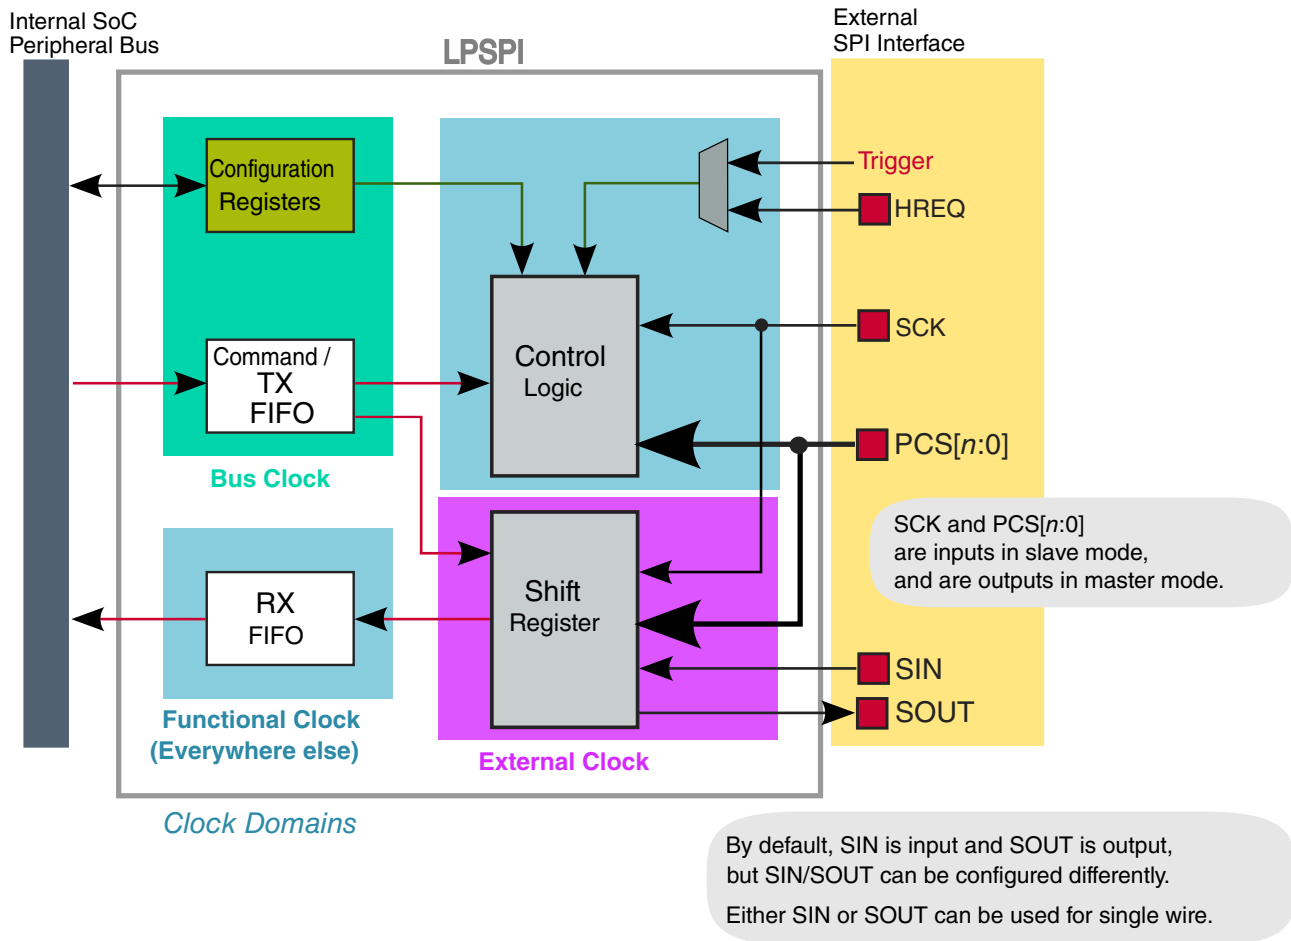 Internal SoC
Peripheral Bus
LPSPI
External
SPI Interface
Configuration
Registers
Trigger
HREQ
SCK
Control
Logic
Command /
TX
FIFO
PCS[n:0]
Bus Clock
SCK and PCS[n:0]
are inputs in slave mode,
and are outputs in master mode.
RX
FIFO
Shift
Register
SIN
SOUT
Functional Clock
(Everywhere else)
External Clock
Clock Domains
By default, SIN is input and SOUT is output,
but SIN/SOUT can be configured differently.
Either SIN or SOUT can be used for single wire.